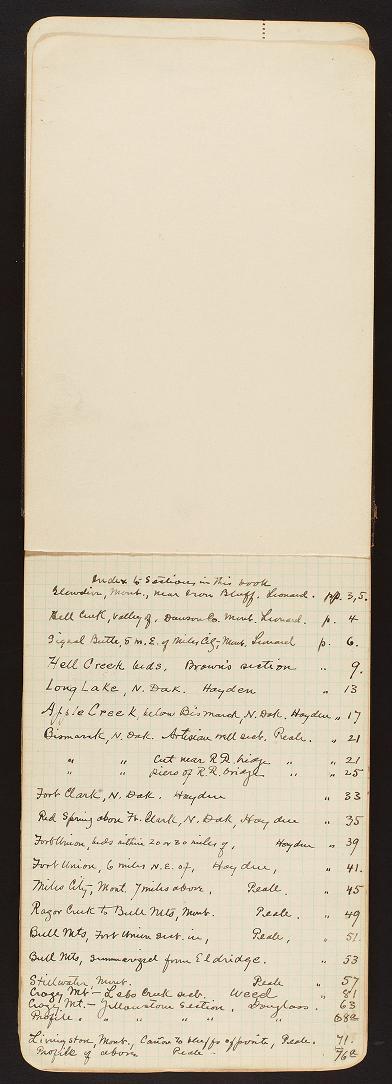 Index to Sections in this book
Glendive, Mont., near Iron Bluff. Leonard. pp. 3, 5.
Hell Creek, Valley of, Dawson Co. Mont. Leonard. p. 4
Signal Butte, 5 m. E. of Miles City, Mont. Leonard p. 6.
Hell Creek beds. Brown's section " 9.
Long Lake, N. Dak. Hayden " 13
Apple Creek, below Bismarck, N. Dak. Hayden " 17
Bismarck, N. Dak. Artesian well sect. Peale. " 21
" " Cut near R.R. bridge " " 21
" " piers of R.R. bridge " " 25
Fort Clark, N. Dak. Hayden " 33
Red Spring above Ft. Clark, N. Dak, Hayden " 35
Fort Union, beds within 20 or 30 miles of, Hayden " 39
Fort Union, 6 miles N.E. of, Hayden, " 41.
Miles City, Mont. 7 miles above, Peale. " 45
Razor Creek to Bull Mts, Mont. Peale. " 49
Bull Mts, Fort Union sect. in, Peale, " 51.
Bull Mts, summarized from Eldridge. " 53
Stillwater, Mont. Peale " 57
Crazy Mt - Lebo Creek sect. Weed " 81
Crazy Mt. - Yellowstone Section, Douglass. " 63
Profile " " " " " 68a
Livingston, Mont., Cañon to bluffs opposite, Peale. 71.
Profile of above Peale - 76a